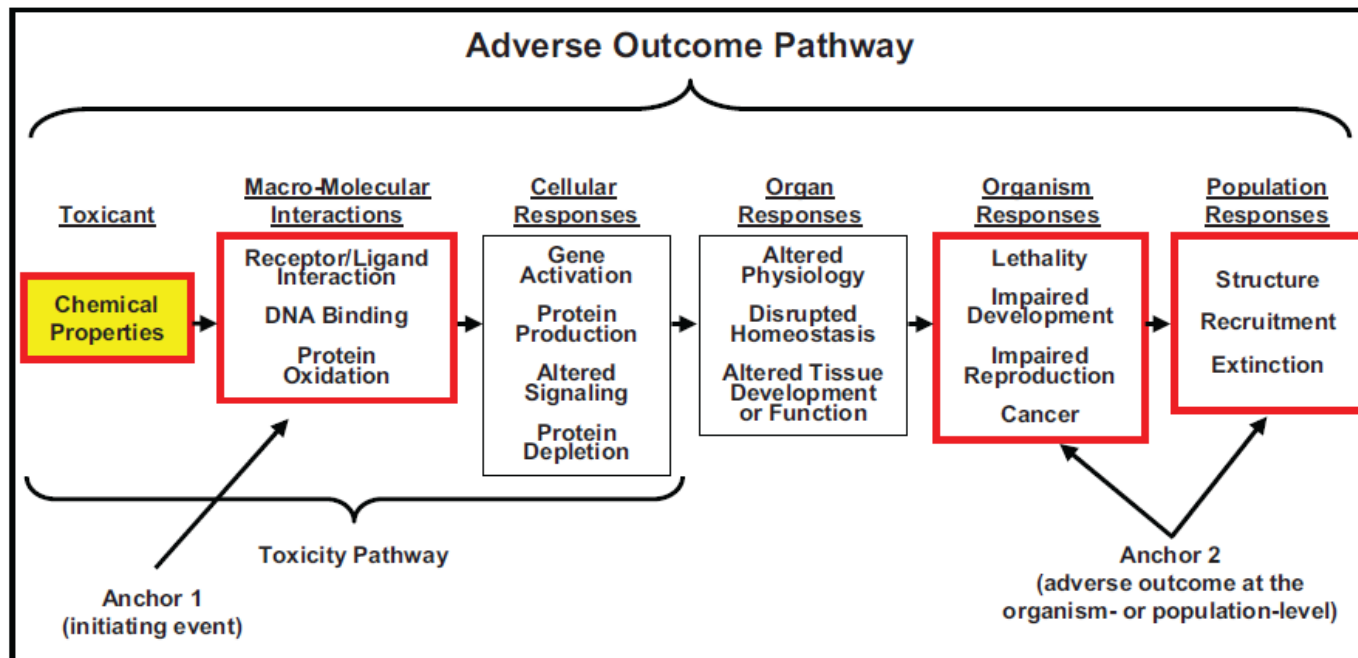 Adverse Outcome Pathway
Toxicant
Macro-Molecular
Interactions
Cellular
Responses
Organ
Responses
Organism
Responses
Population
Responses
Chemical
Properties
Receptor/Ligand
Interaction
DNA Binding
Protein
Oxidation
Gene
Activation
Protein
Production
Altered
Signaling
Protein
Depletion
Altered
Physiology
Disrupted
Homeostasis
Altered Tissue
Development
or Function
Lethality
Impaired
Development
Impaired
Reproduction
Cancer
Structure
Recruitment
Extinction
Toxicity Pathway
Anchor 1
(initiating event)
Anchor 2
(adverse outcome at the
organism- or population-level)